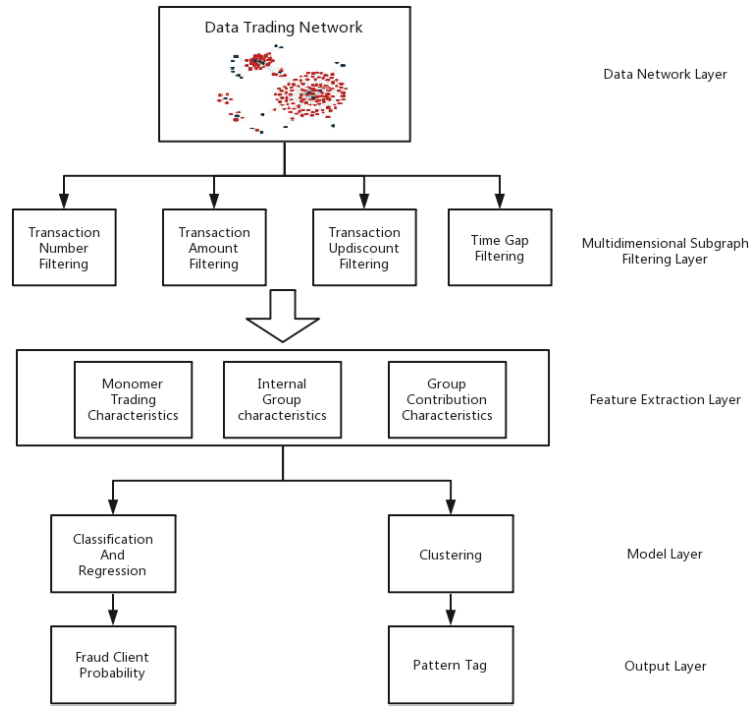 Data Trading Network
Data Network Layer
Transaction
Number
Filtering
Transaction
Amount
Filtering
Transaction
Updiscount
Filtering
Time Gap
Filtering
Multidimensional Subgraph
Filtering Layer
Monomer
Trading
Characteristics
Internal
Group
characteristics
Group
Contribution
Characteristics
Feature Extraction Layer
Classification
And
Regression
Clustering
Model Layer
Fraud Client
Probability
Pattern Tag
Output Layer